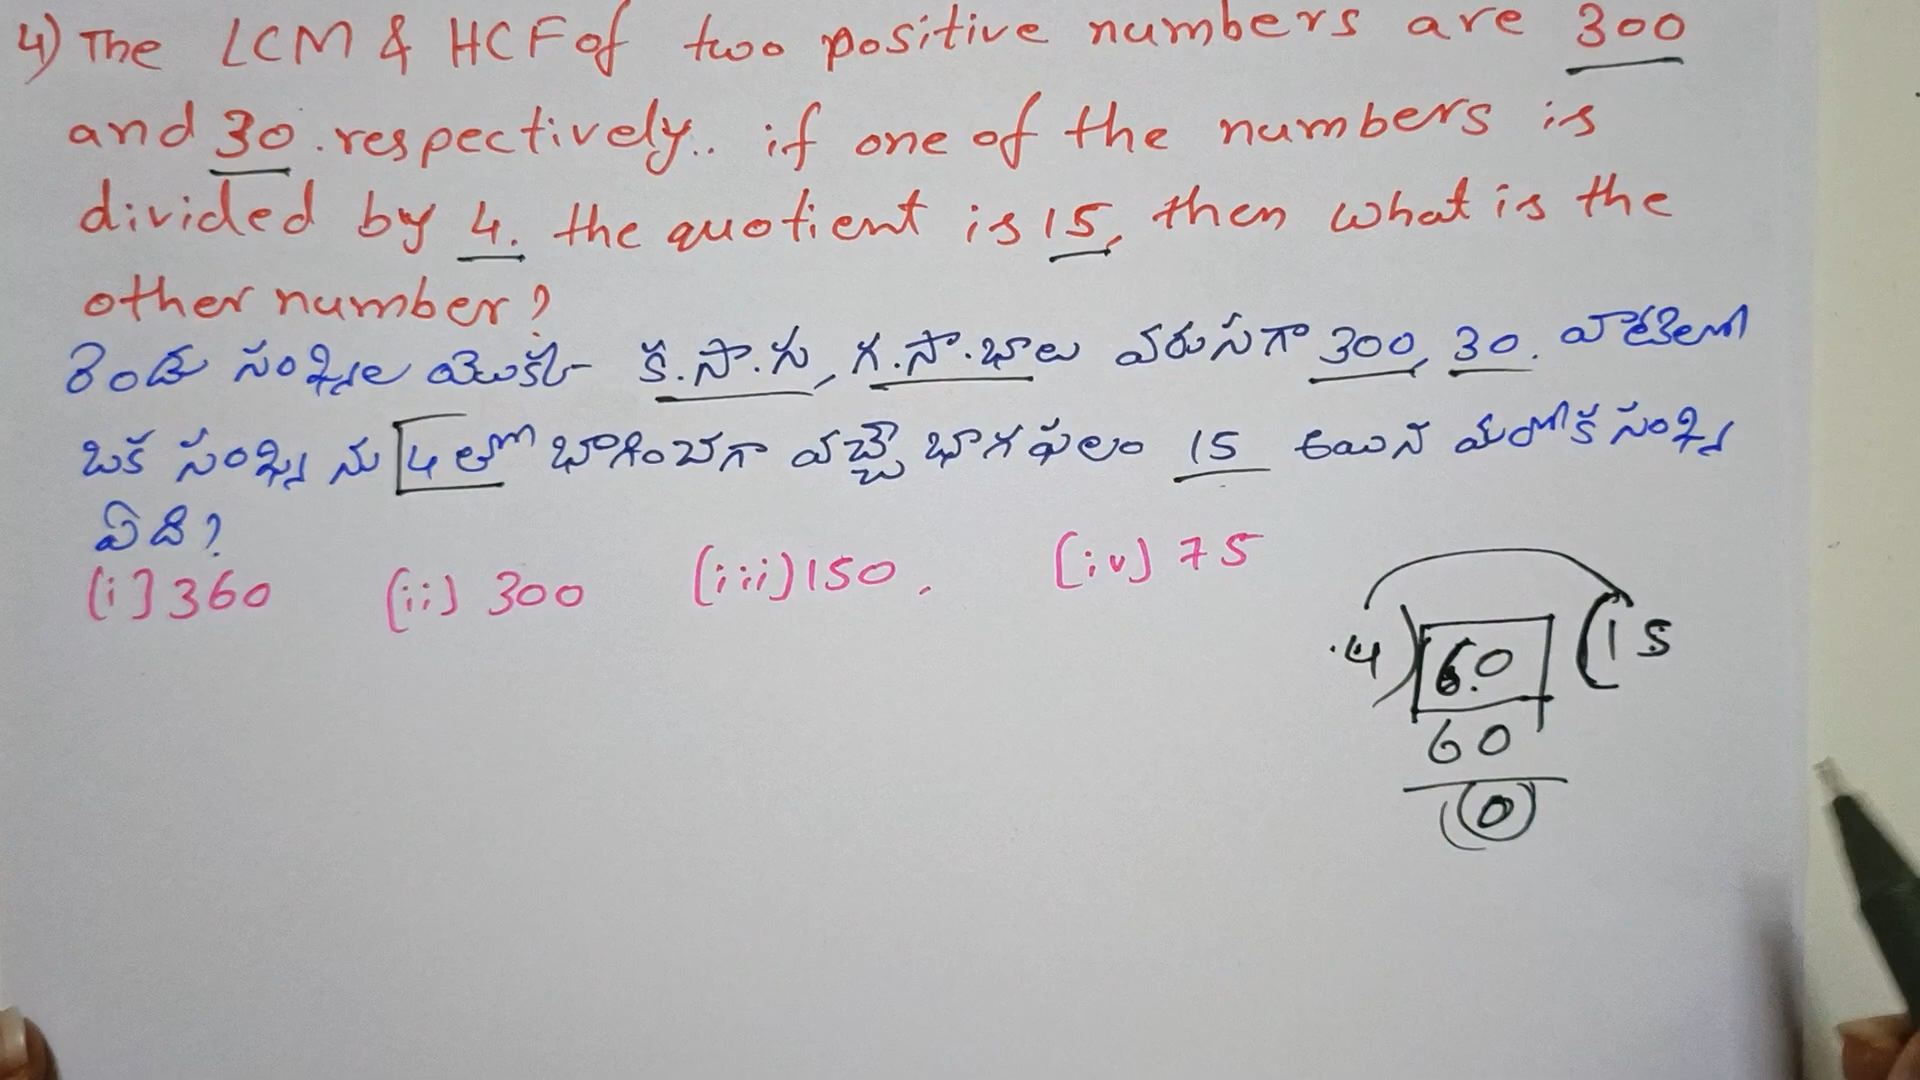 4) The LCM & HCF of two positive numbers are 300
and 30. respectively.. if one of the numbers is
divided by 4. the quotient is 15, then what is the
other number?
రెండు సంఖ్యల యొక్క క.సా.గు, గ.సా.భాలు వరుసగా 300, 30. వాటిలో
ఒక సంఖ్య ను 4తో భాగించగా వచ్చే భాగఫలం 15 అయిన మరొక సంఖ్య
ఏది?
(i) 360 (ii) 300 (iii) 150. (iv) 75
4) 60 (15
60
0